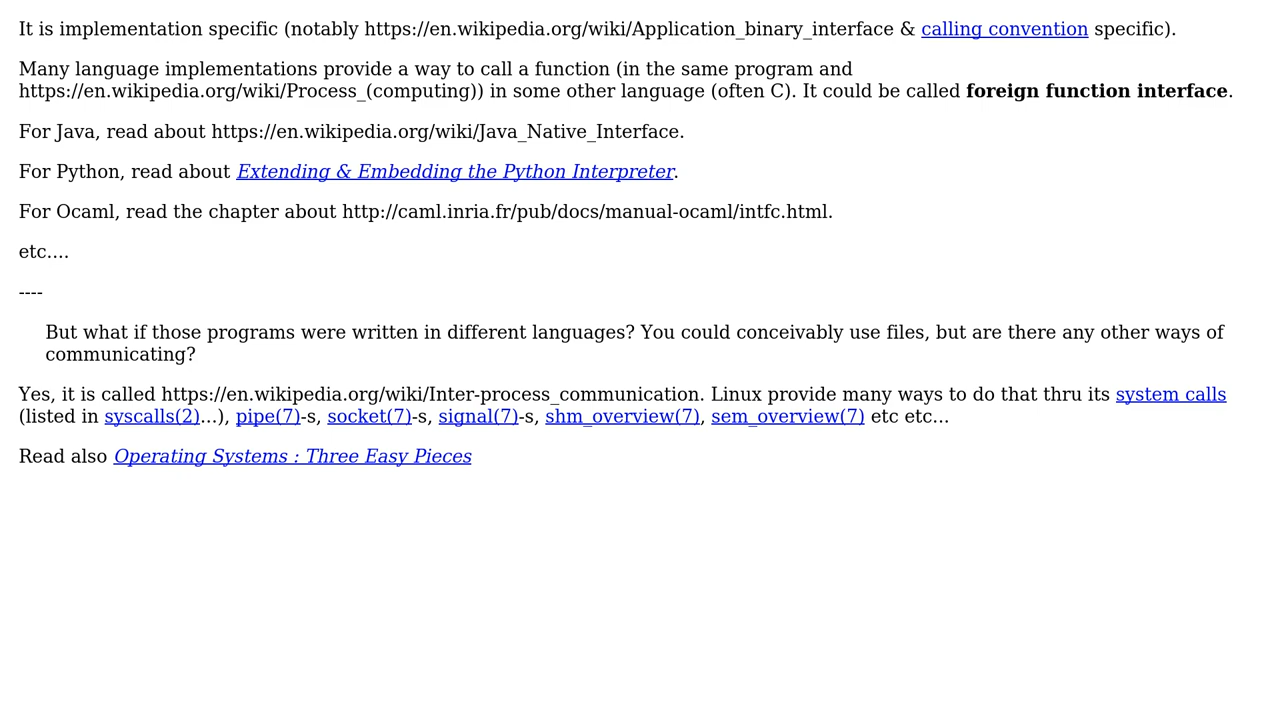 It is implementation specific (notably https://en.wikipedia.org/wiki/Application_binary_interface & calling convention specific).
Many language implementations provide a way to call a function (in the same program and
https://en.wikipedia.org/wiki/Process_(computing)) in some other language (often C). It could be called foreign function interface.
For Java, read about https://en.wikipedia.org/wiki/Java_Native_Interface.
For Python, read about Extending & Embedding the Python Interpreter.
For Ocaml, read the chapter about http://caml.inria.fr/pub/docs/manual-ocaml/intfc.html.
etc....
----
But what if those programs were written in different languages? You could conceivably use files, but are there any other ways of
communicating?
Yes, it is called https://en.wikipedia.org/wiki/Inter-process_communication. Linux provide many ways to do that thru its system calls
(listed in syscalls(2)...), pipe(7)-s, socket(7)-s, signal(7)-s, shm_overview(7), sem_overview(7) etc etc...
Read also Operating Systems : Three Easy Pieces